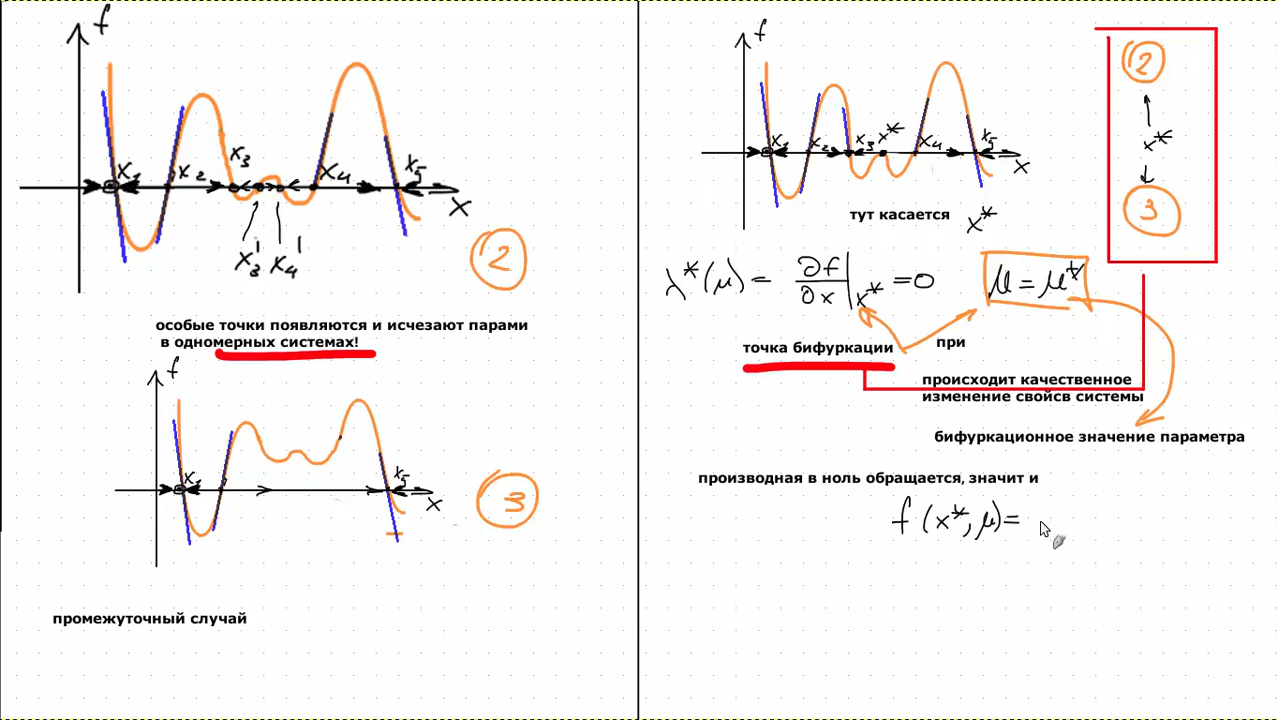 f
x₁ x₂ x₃ x₄ x₅ x
x₃' x₄'
2
особые точки появляются и исчезают парами
в одномерных системах!
f
x₁ x₅ x
3
промежуточный случай
f
x₁ x₂ x₃ x* x₄ x₅ x
тут касается x*
2
x*
3
λ*(μ) = ∂f/∂x|x* = 0 μ = μ*
точка бифуркации при
происходит качественное
изменение свойсв системы
бифуркационное значение параметра
производная в ноль обращается, значит и
f(x*, μ) =